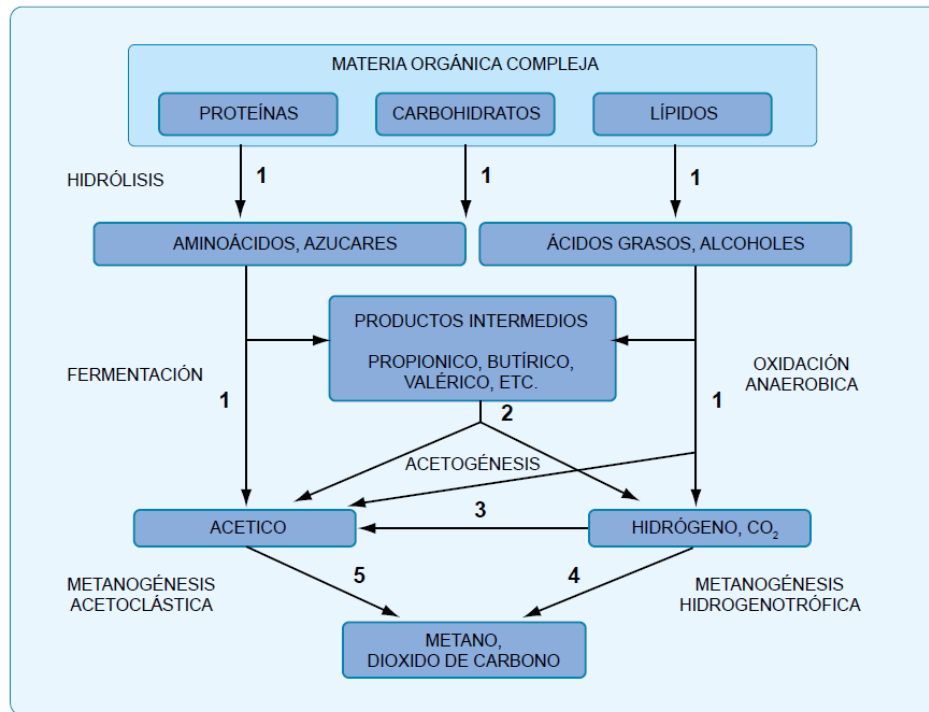 MATERIA ORGÁNICA COMPLEJA
PROTEÍNAS
CARBOHIDRATOS
LÍPIDOS
HIDRÓLISIS
1
1
1
AMINOÁCIDOS, AZUCARES
ÁCIDOS GRASOS, ALCOHOLES
PRODUCTOS INTERMEDIOS
PROPIONICO, BUTÍRICO,
VALÉRICO, ETC.
FERMENTACIÓN
1
OXIDACIÓN
ANAEROBICA
1
2
ACETOGÉNESIS
ACETICO
3
HIDRÓGENO, CO₂
METANOGÉNESIS
ACETOCLÁSTICA
5
4
METANOGÉNESIS
HIDROGENOTRÓFICA
METANO,
DIOXIDO DE CARBONO